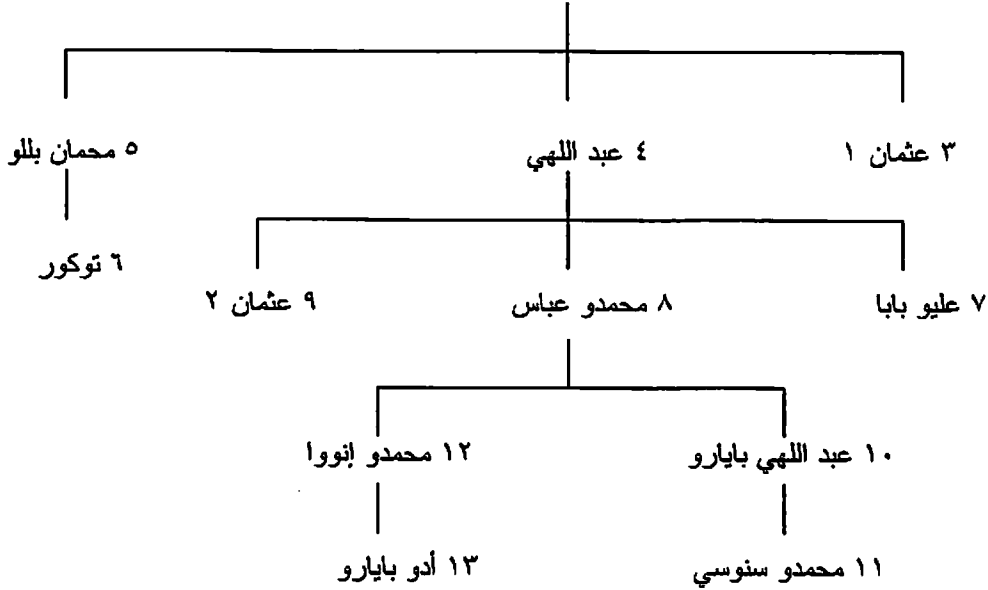 ٣ عثمان ١
٤ عبد اللهي
٥ محمان بللو
٦ توكور
٧ عليو بابا
٨ محمدو عباس
٩ عثمان ٢
١٠ عبد اللهي بايارو
١٢ محمدو إنووا
١١ محمدو سنوسي
١٣ أدو بايارو